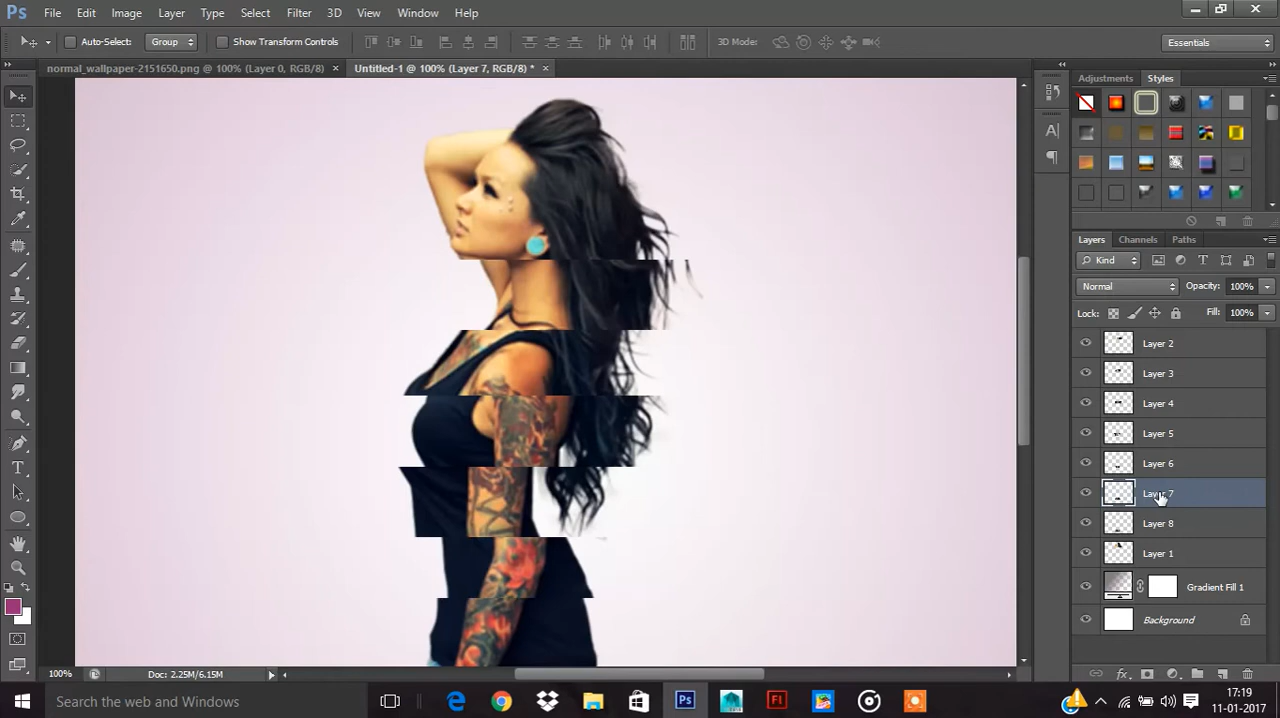 Ps File Edit Image Layer Type Select Filter 3D View Window Help
Auto-Select: Group Show Transform Controls 3D Mode: Essentials
normal_wallpaper-2151650.png @ 100% (Layer 0, RGB/8) × Untitled-1 @ 100% (Layer 7, RGB/8) * ×
Adjustments Styles
Layers Channels Paths
Kind
Normal Opacity: 100%
Lock: Fill: 100%
Layer 2
Layer 3
Layer 4
Layer 5
Layer 6
Layer 7
Layer 8
Layer 1
Gradient Fill 1
Background
100% Doc: 2.25M/6.15M
Search the web and Windows
17:19
11-01-2017